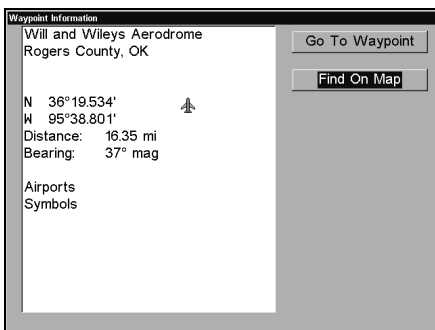 Waypoint Information
Will and Wileys Aerodrome
Rogers County, OK
N 36°19.534'
W 95°38.801'
Distance: 16.35 mi
Bearing: 37° mag
Airports
Symbols
Go To Waypoint
Find On Map